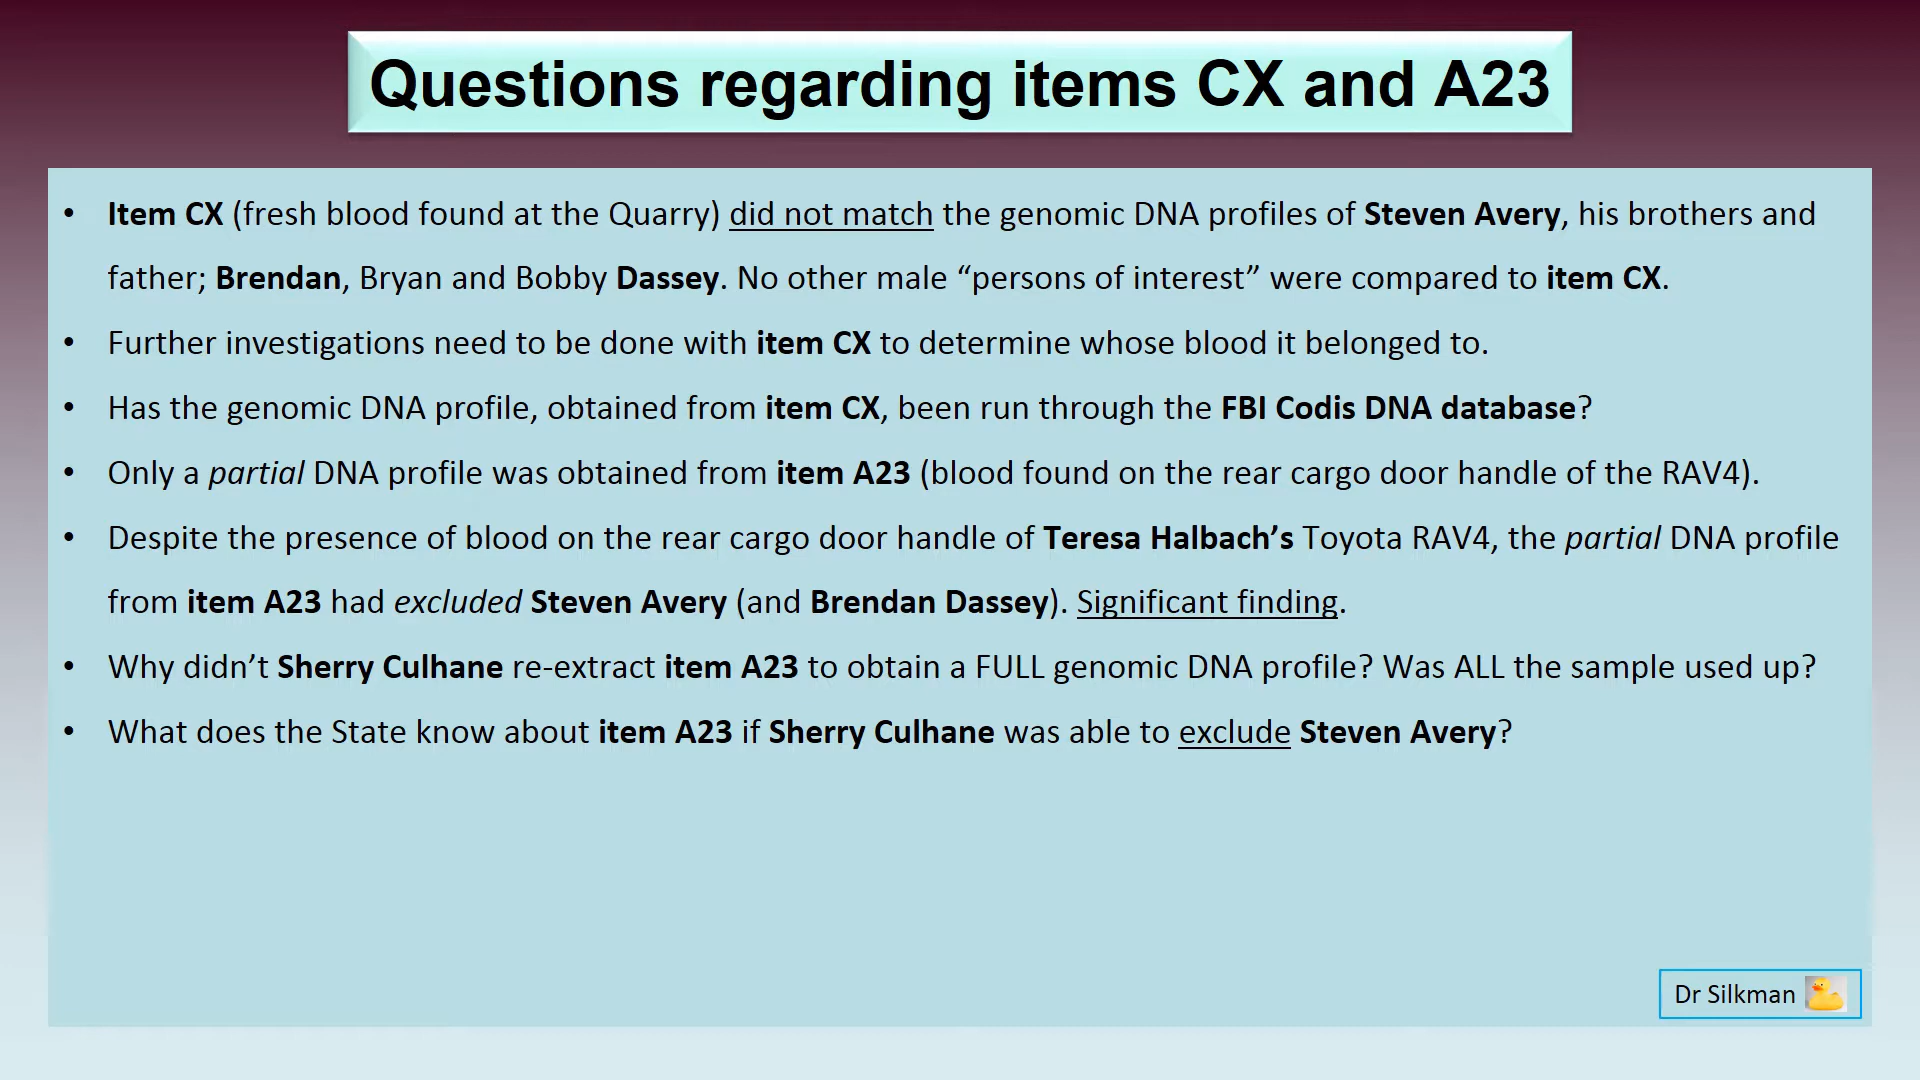 Questions regarding items CX and A23
• Item CX (fresh blood found at the Quarry) did not match the genomic DNA profiles of Steven Avery, his brothers and
father; Brendan, Bryan and Bobby Dassey. No other male “persons of interest” were compared to item CX.
• Further investigations need to be done with item CX to determine whose blood it belonged to.
• Has the genomic DNA profile, obtained from item CX, been run through the FBI Codis DNA database?
• Only a partial DNA profile was obtained from item A23 (blood found on the rear cargo door handle of the RAV4).
• Despite the presence of blood on the rear cargo door handle of Teresa Halbach’s Toyota RAV4, the partial DNA profile
from item A23 had excluded Steven Avery (and Brendan Dassey). Significant finding.
• Why didn’t Sherry Culhane re-extract item A23 to obtain a FULL genomic DNA profile? Was ALL the sample used up?
• What does the State know about item A23 if Sherry Culhane was able to exclude Steven Avery?
Dr Silkman